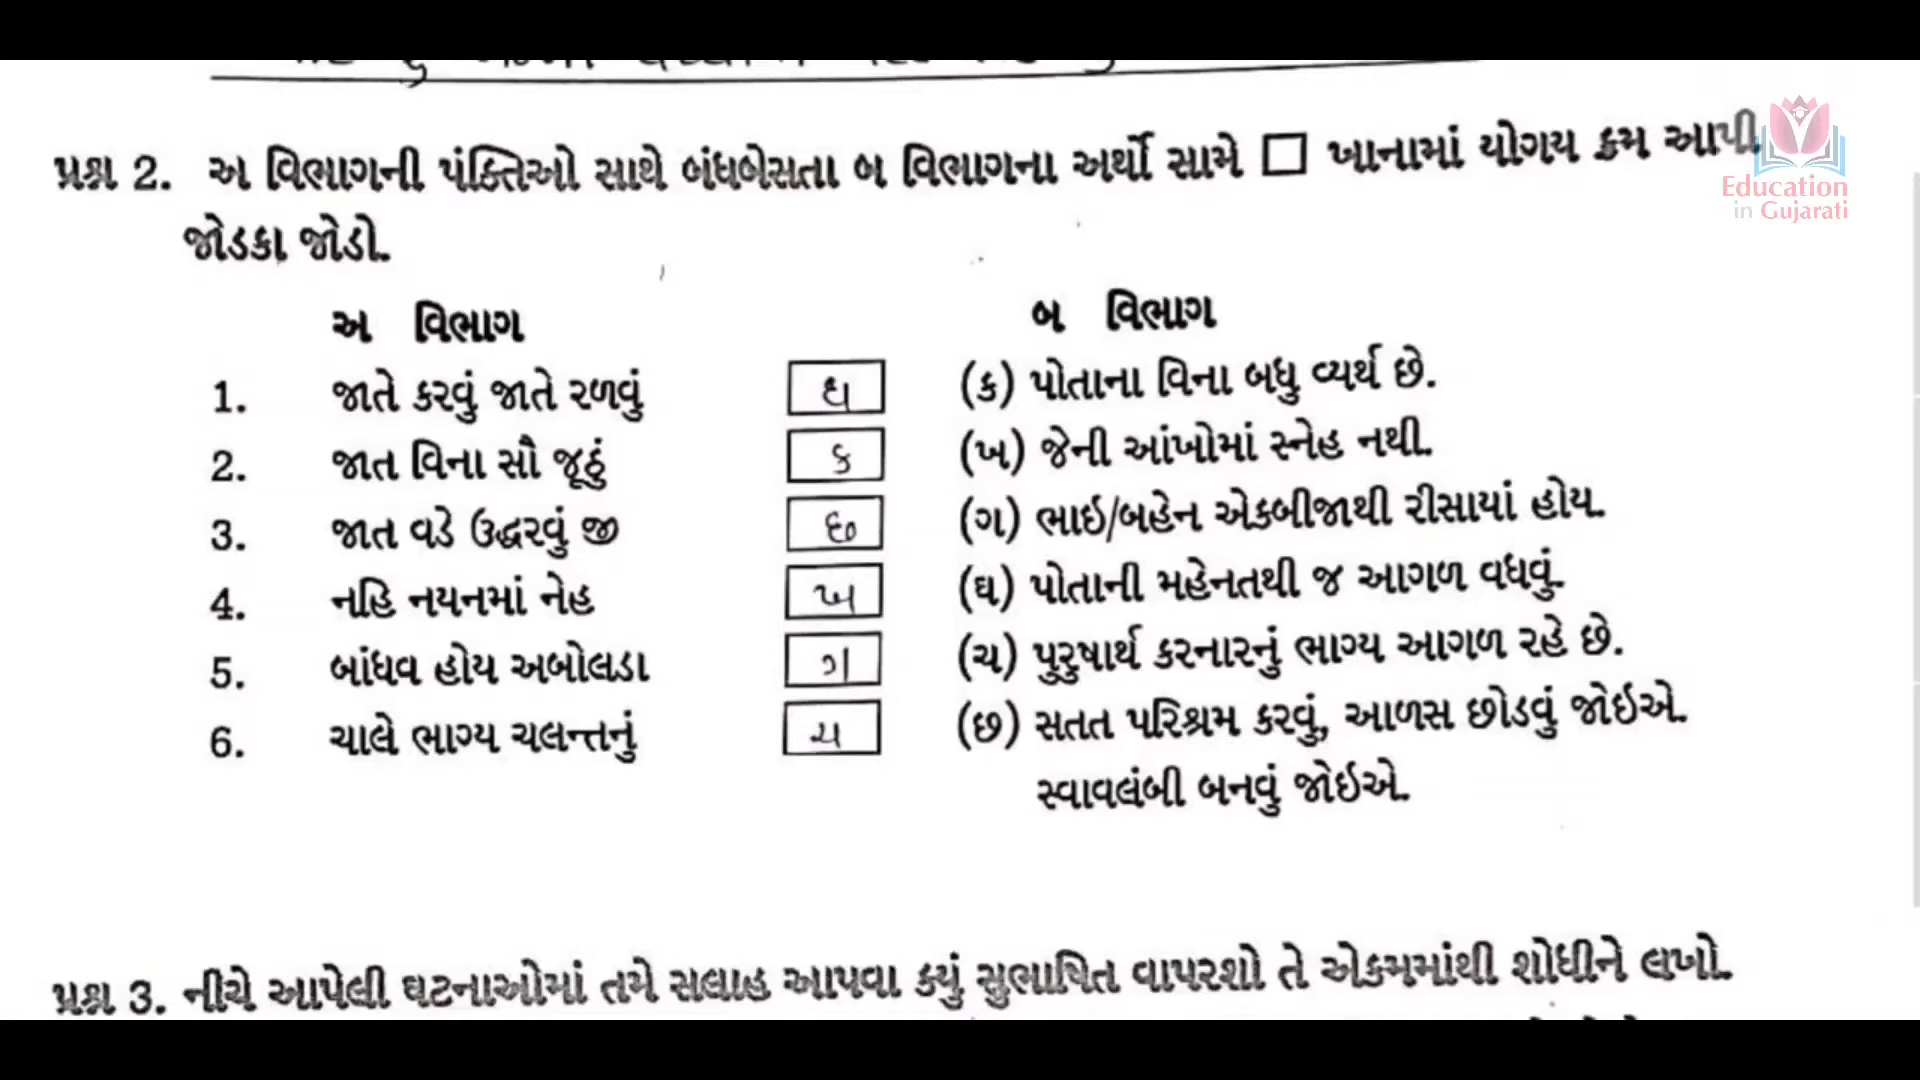 પ્રશ્ન 2. અ વિભાગની પંક્તિઓ સાથે બંધબેસતા બ વિભાગના અર્થો સામે ખાનામાં યોગય ક્રમ આપી
જોડકા જોડો.
Education
in Gujarati
અ વિભાગ બ વિભાગ
1. જાતે કરવું જાતે રળવું ઘ (ક) પોતાના વિના બધુ વ્યર્થ છે.
2. જાત વિના સૌ જૂઠું ક (ખ) જેની આંખોમાં સ્નેહ નથી.
3. જાત વડે ઉદ્ધરવું જી છ (ગ) ભાઇ/બહેન એકબીજાથી રીસાયાં હોય.
4. નહિ નયનમાં નેહ ખ (ઘ) પોતાની મહેનતથી જ આગળ વધવું.
5. બાંધવ હોય અબોલડા ગ (ચ) પુરુષાર્થ કરનારનું ભાગ્ય આગળ રહે છે.
6. ચાલે ભાગ્ય ચલન્તનું ચ (છ) સતત પરિશ્રમ કરવું, આળસ છોડવું જોઇએ.
સ્વાવલંબી બનવું જોઇએ.
પ્રશ્ન 3. નીચે આપેલી ઘટનાઓમાં તમે સલાહ આપવા ક્યું સુભાષિત વાપરશો તે એકમમાંથી શોધીને લખો.